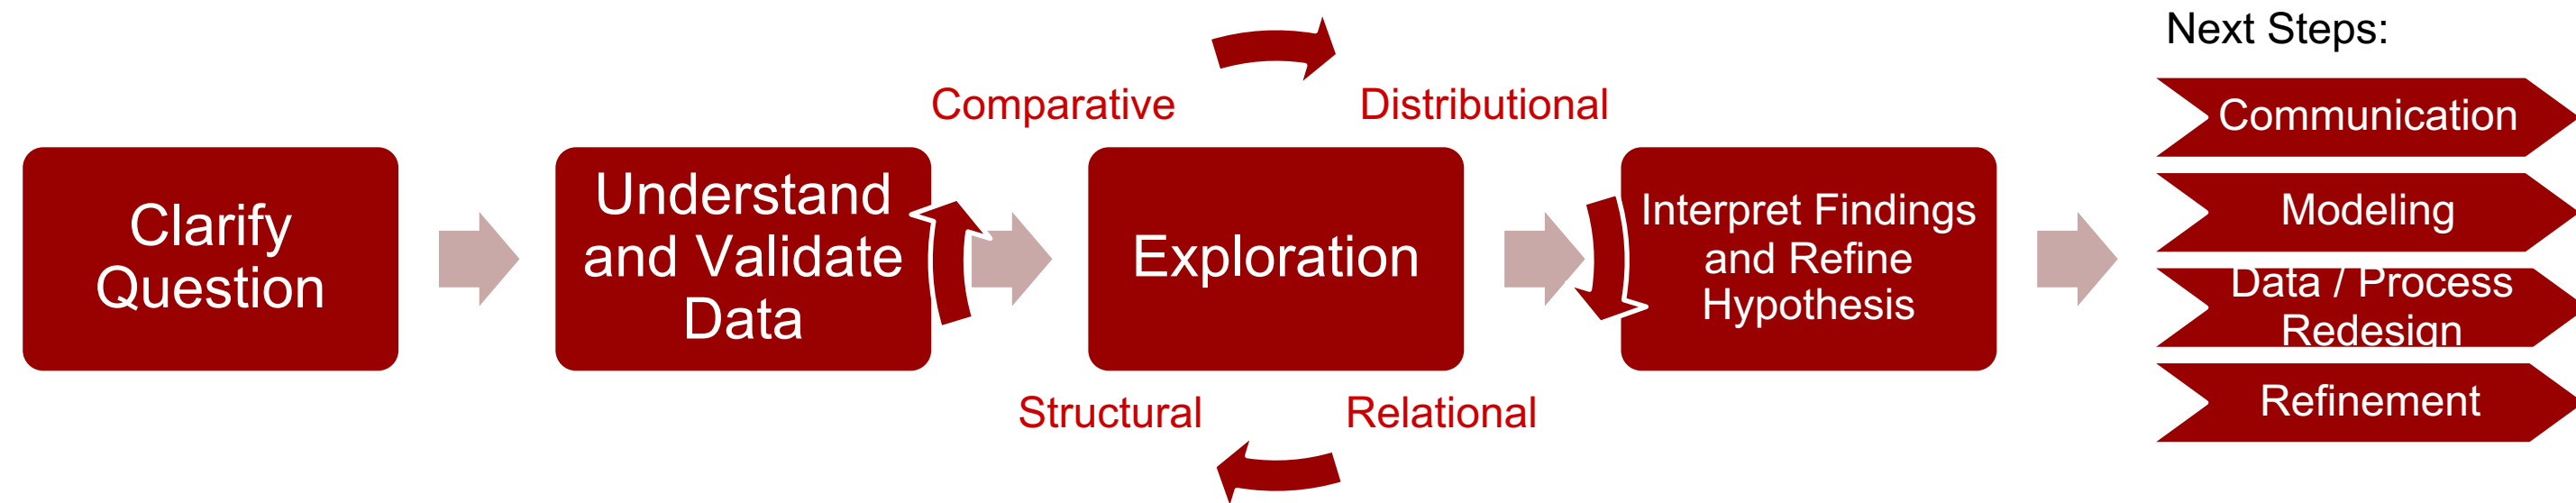 Clarify
Question
Understand
and Validate
Data
Comparative
Distributional
Exploration
Structural
Relational
Interpret Findings
and Refine
Hypothesis
Next Steps:
Communication
Modeling
Data / Process
Redesign
Refinement